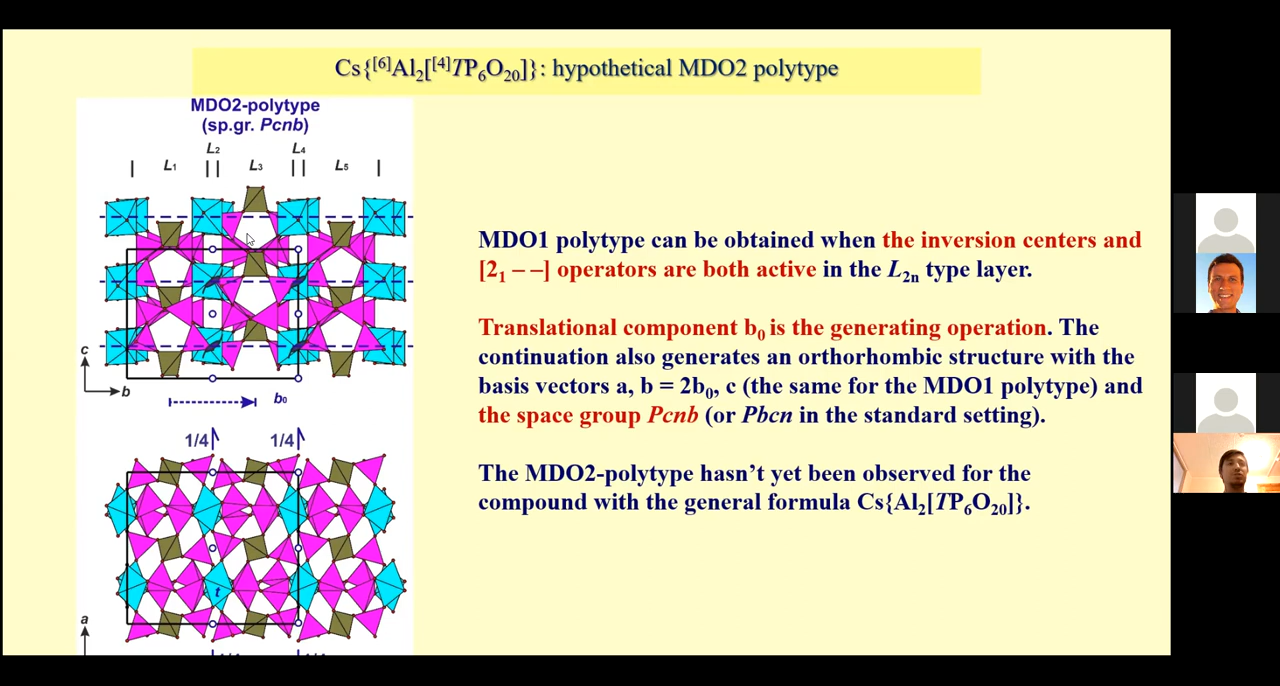 Cs{[6]Al2[[4]TP6O20]}: hypothetical MDO2 polytype
MDO2-polytype
(sp.gr. Pcnb)
L1 L2 L3 L4 L5
c
b
b0
1/4 1/4
t
a
MDO1 polytype can be obtained when the inversion centers and
[21 – –] operators are both active in the L2n type layer.
Translational component b0 is the generating operation. The
continuation also generates an orthorhombic structure with the
basis vectors a, b = 2b0, c (the same for the MDO1 polytype) and
the space group Pcnb (or Pbcn in the standard setting).
The MDO2-polytype hasn't yet been observed for the
compound with the general formula Cs{Al2[TP6O20]}.